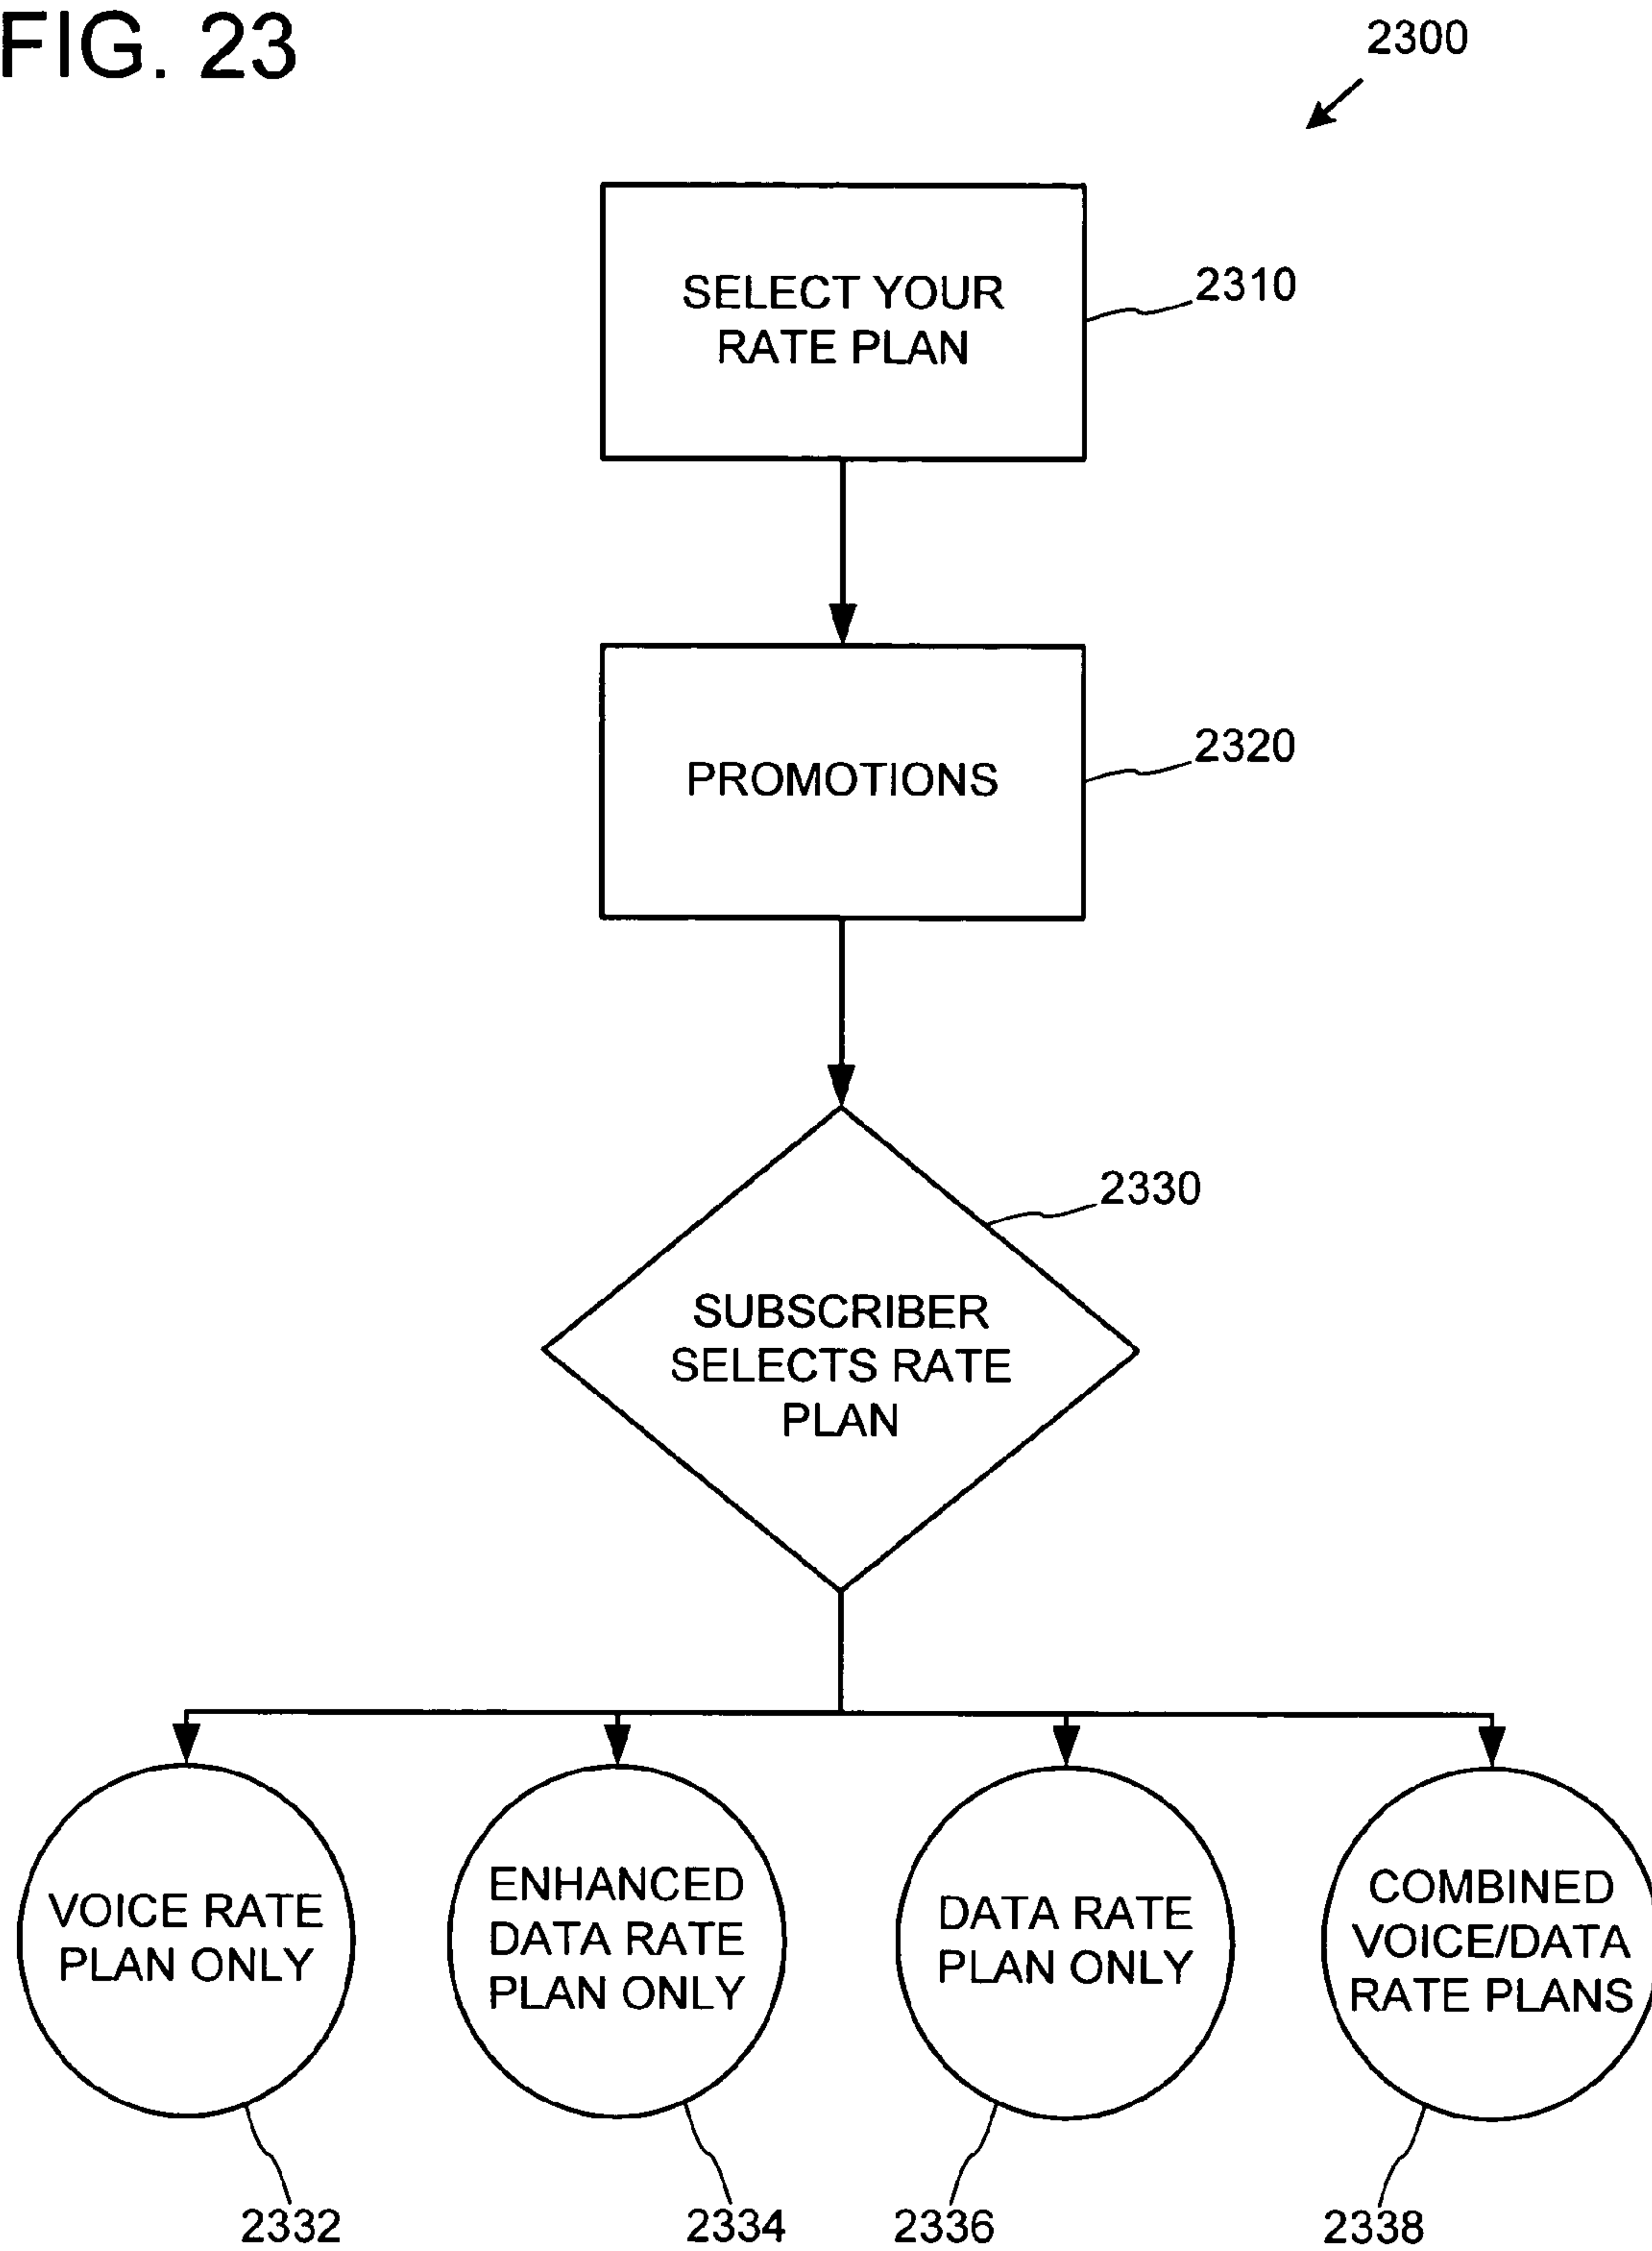 FIG. 23
2300
SELECT YOUR
RATE PLAN
2310
PROMOTIONS
2320
2330
SUBSCRIBER
SELECTS RATE
PLAN
VOICE RATE
PLAN ONLY
ENHANCED
DATA RATE
PLAN ONLY
DATA RATE
PLAN ONLY
COMBINED
VOICE/DATA
RATE PLANS
2332
2334
2336
2338